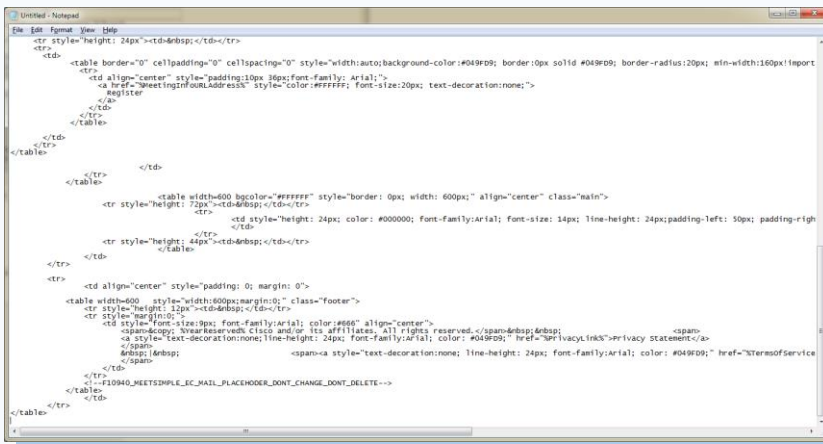 Untitled - Notepad
File Edit Format View Help
<tr style="height: 24px"><td>&nbsp;</td></tr>
<tr>
<td>
<table border="0" cellpadding="0" cellspacing="0" style="width:auto;background-color:#049FD9; border:0px solid #049FD9; border-radius:20px; min-width:160px!import
<tr>
<td align="center" style="padding:10px 36px;font-family: Arial;">
<a href="%MeetingInfoURLAddress%" style="color:#FFFFFF; font-size:20px; text-decoration:none;">
Register
</a>
</td>
</tr>
</table>
</td>
</tr>
</table>
</td>
</tr>
</table>
<table width=600 bgcolor="#FFFFFF" style="border: 0px; width: 600px;" align="center" class="main">
<tr style="height: 72px"><td>&nbsp;</td></tr>
<tr>
<td style="height: 24px; color: #000000; font-family:Arial; font-size: 14px; line-height: 24px;padding-left: 50px; padding-righ
</td>
</tr>
<tr style="height: 44px"><td>&nbsp;</td></tr>
</table>
</td>
</tr>
<tr>
<td align="center" style="padding: 0; margin: 0">
<table width=600 style="width:600px;margin:0;" class="footer">
<tr style="height: 12px"><td>&nbsp;</td></tr>
<tr style="margin:0;">
<td style="font-size:9px; font-family:Arial; color:#666" align="center">
<span>&copy; %YearReserved% Cisco and/or its affiliates. All rights reserved.</span>&nbsp;&nbsp; <span>
<a style="text-decoration:none;line-height: 24px; font-family:Arial; color: #049FD9;" href="%PrivacyLink%">Privacy Statement</a>
</span>
&nbsp;|&nbsp; <span><a style="text-decoration:none; line-height: 24px; font-family:Arial; color: #049FD9;" href="%TermsOfService
</span>
</td>
</tr>
<!--F10940_MEETSIMPLE_EC_MAIL_PLACEHODER_DONT_CHANGE_DONT_DELETE-->
</table>
</td>
</tr>
</table>